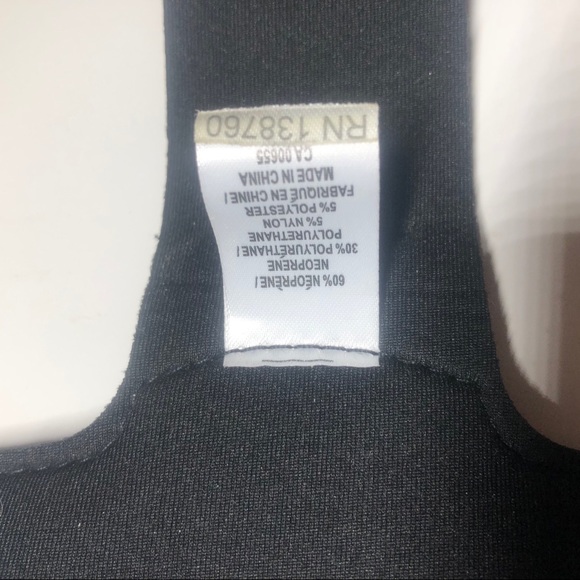 60% NÉOPRÈNE/
NEOPRENE
30% POLYURETHANE/
POLYURETHANE
5% NYLON
5% POLYESTER
FABRIQUÉ EN CHINE/
MADE IN CHINA
CA 00655
RN 138760